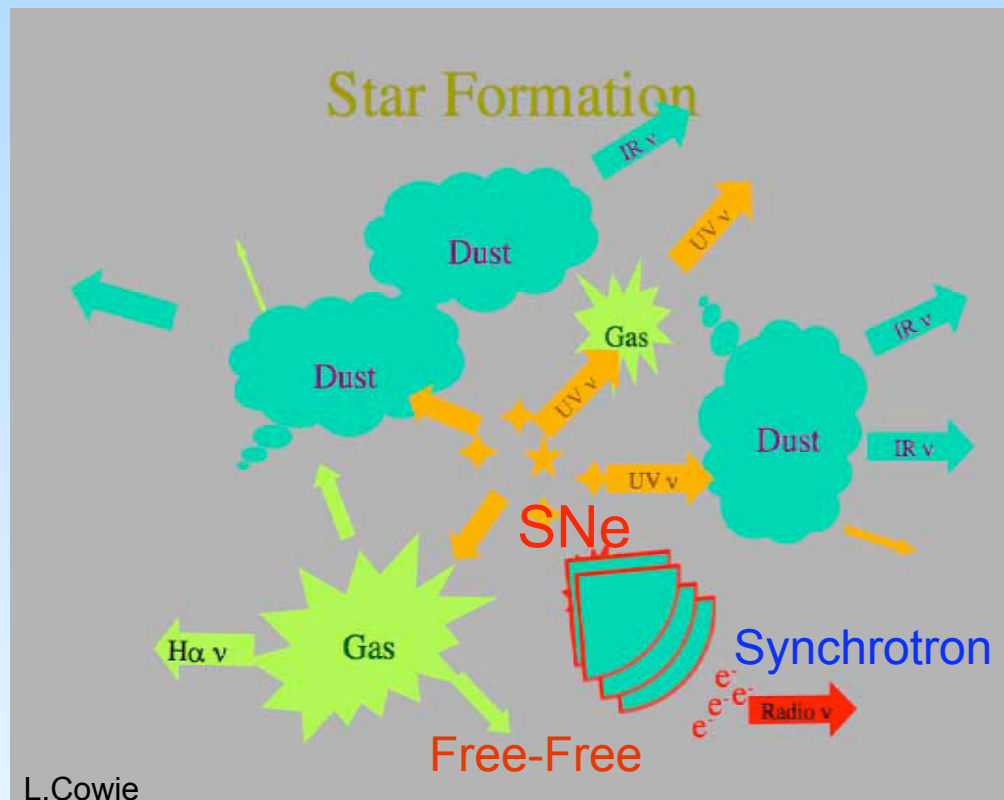 Star Formation
IR ν
UV ν
Dust
Gas
IR ν
Dust
UV ν
Dust
IR ν
UV ν
SNe
Hα ν
Gas
Synchrotron
e-
e-
e-
e-
Radio ν
Free-Free
L.Cowie